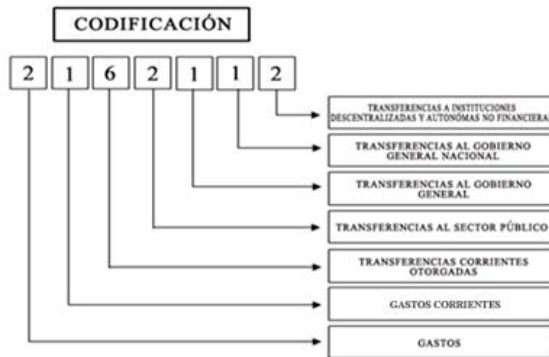 CODIFICACIÓN
2 1 6 2 1 1 2
TRANSFERENCIAS A INSTITUCIONES
DESCENTRALIZADAS Y AUTONÓMAS NO FINANCIERA
TRANSFERENCIAS AL GOBIERNO
GENERAL NACIONAL
TRANSFERENCIAS AL GOBIERNO
GENERAL
TRANSFERENCIAS AL SECTOR PÚBLICO
TRANSFERENCIAS CORRIENTES
OTORGADAS
GASTOS CORRIENTES
GASTOS